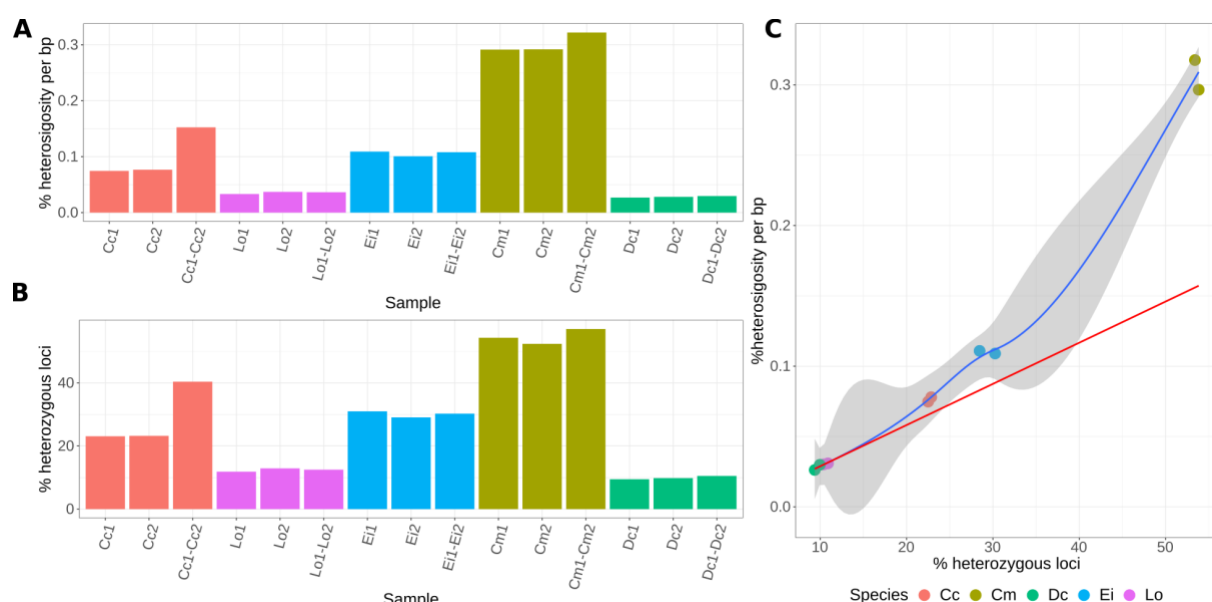 A
% heterosigosity per bp
0.3
0.2
0.1
0.0
Cc1
Cc2
Cc1-Cc2
Lo1
Lo2
Lo1-Lo2
Ei1
Ei2
Ei1-Ei2
Cm1
Cm2
Cm1-Cm2
Dc1
Dc2
Dc1-Dc2
Sample
B
% heterozygous loci
40
20
0
Cc1
Cc2
Cc1-Cc2
Lo1
Lo2
Lo1-Lo2
Ei1
Ei2
Ei1-Ei2
Cm1
Cm2
Cm1-Cm2
Dc1
Dc2
Dc1-Dc2
Sample
C
%heterosigosity per bp
0.3
0.2
0.1
0.0
10 20 30 40 50
% heterozygous loci
Species Cc Cm Dc Ei Lo